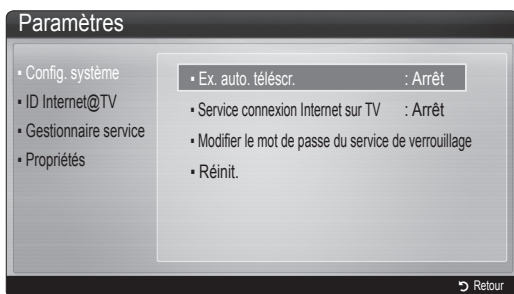 Paramètres
▪ Config. système
▪ ID Internet@TV
▪ Gestionnaire service
▪ Propriétés
▪ Ex. auto. téléscr. : Arrêt
▪ Service connexion Internet sur TV : Arrêt
▪ Modifier le mot de passe du service de verrouillage
▪ Réinit.
Retour